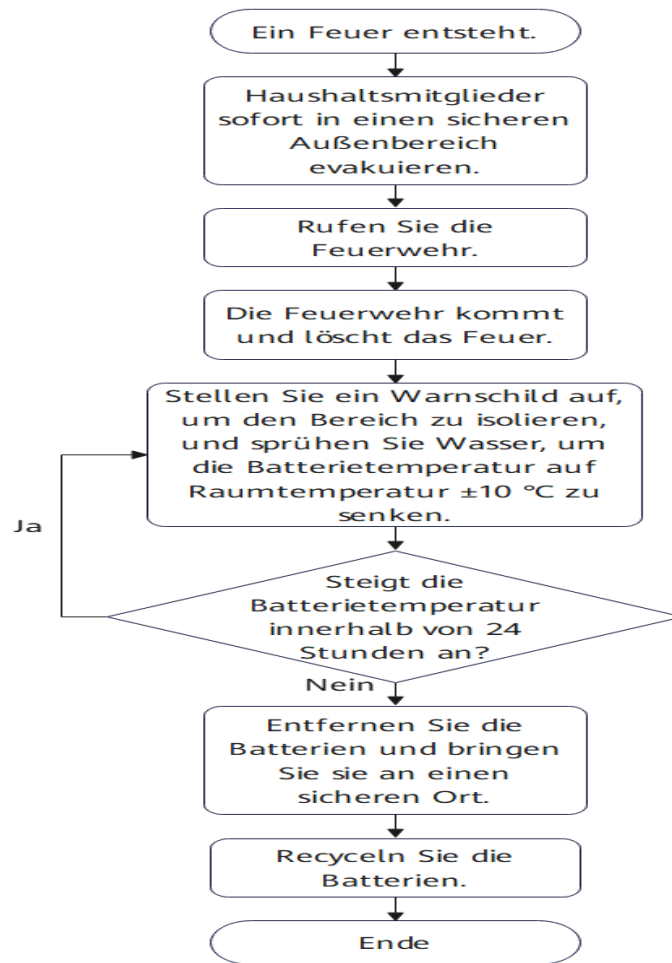 Ein Feuer entsteht.
Haushaltsmitglieder
sofort in einen sicheren
Außenbereich
evakuieren.
Rufen Sie die
Feuerwehr.
Die Feuerwehr kommt
und löscht das Feuer.
Stellen Sie ein Warnschild auf,
um den Bereich zu isolieren,
und sprühen Sie Wasser, um
die Batterietemperatur auf
Raumtemperatur ±10 °C zu
senken.
Ja
Steigt die
Batterietemperatur
innerhalb von 24
Stunden an?
Nein
Entfernen Sie die
Batterien und bringen
Sie sie an einen
sicheren Ort.
Recyceln Sie die
Batterien.
Ende